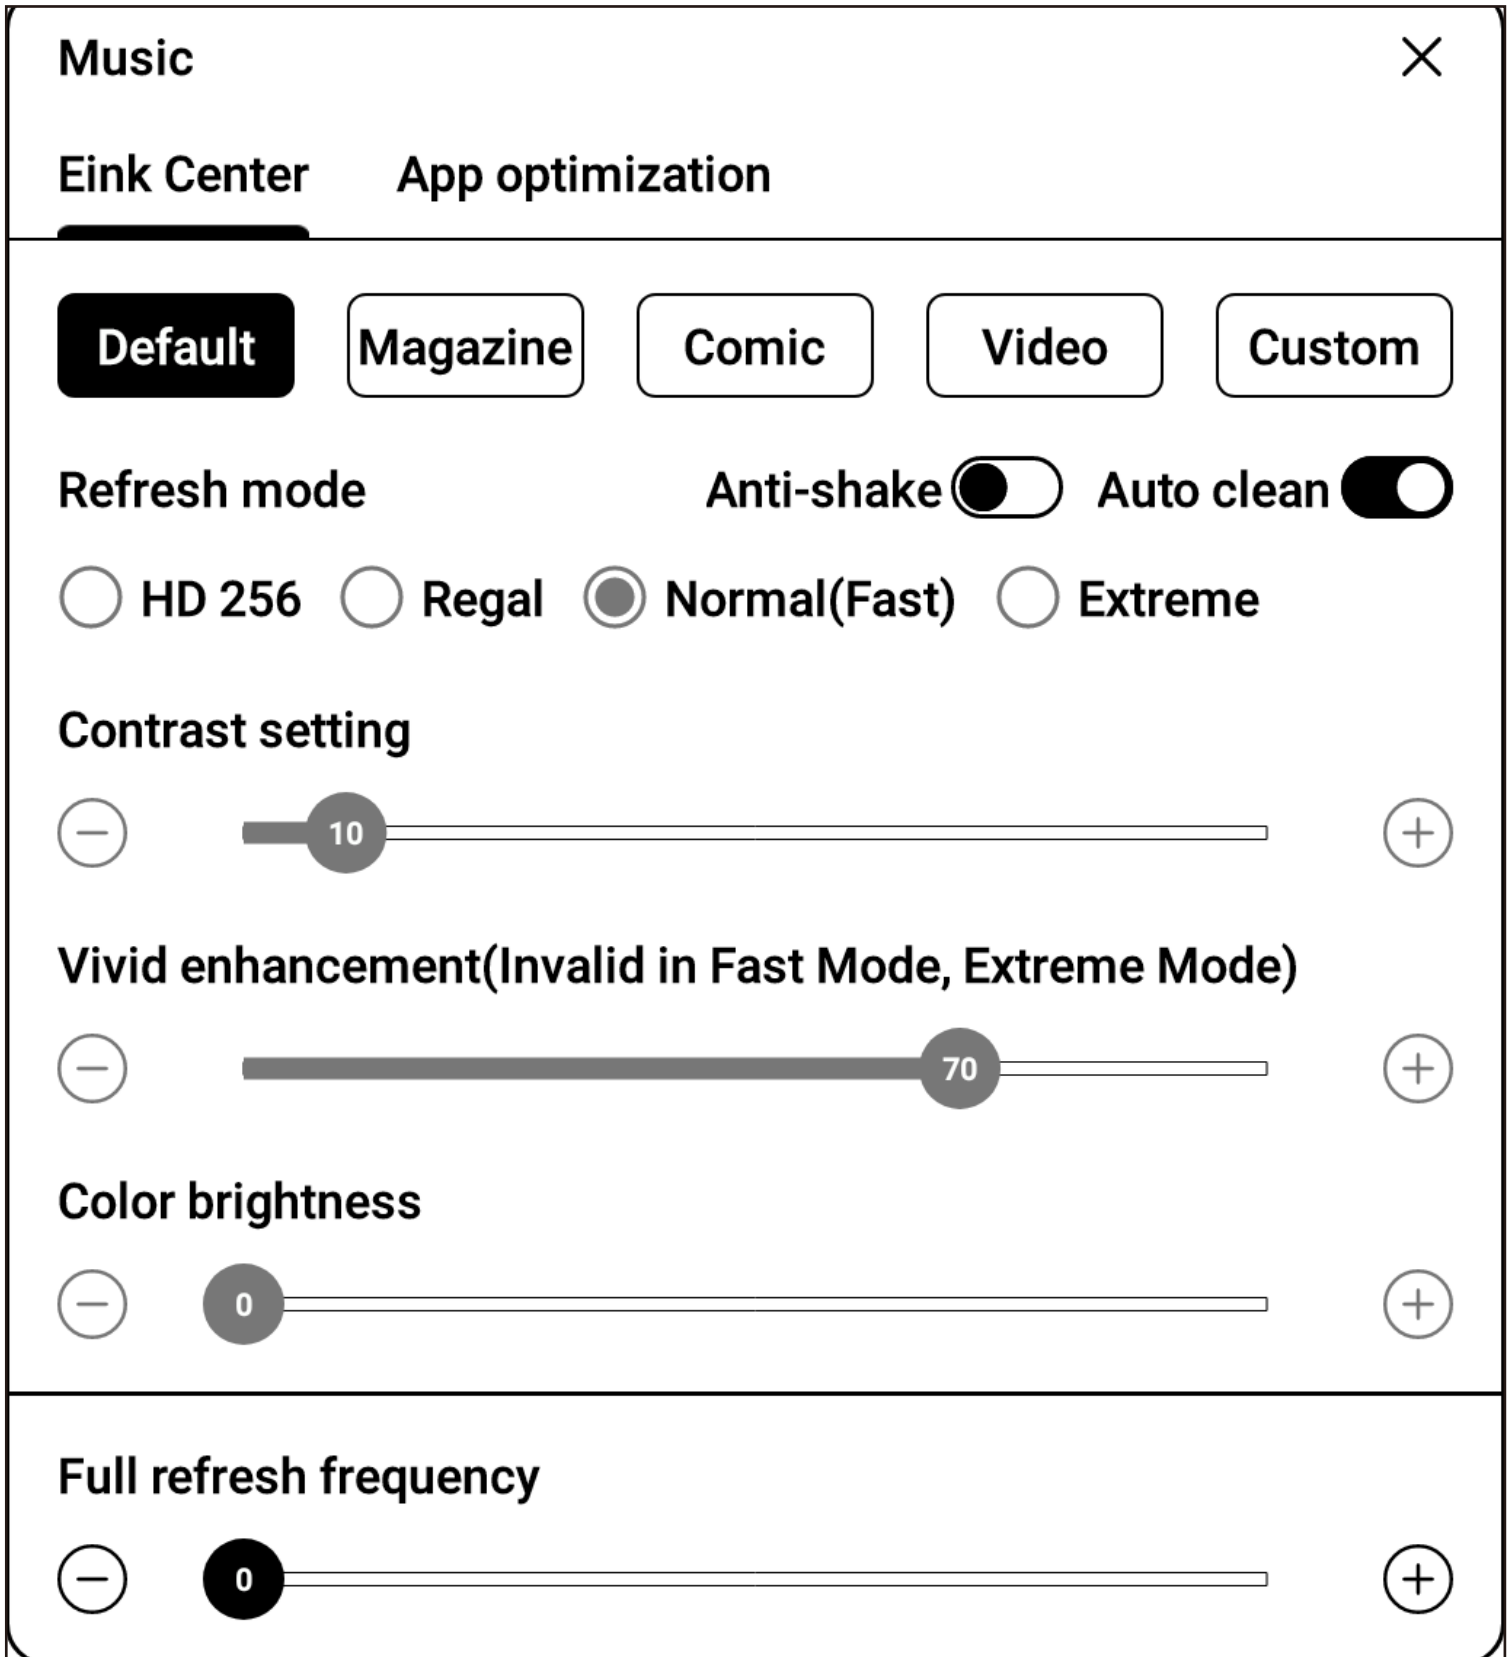 Music
Eink Center App optimization
Default Magazine Comic Video Custom
Refresh mode Anti-shake Auto clean
HD 256 Regal Normal(Fast) Extreme
Contrast setting
10
Vivid enhancement(Invalid in Fast Mode, Extreme Mode)
70
Color brightness
0
Full refresh frequency
0